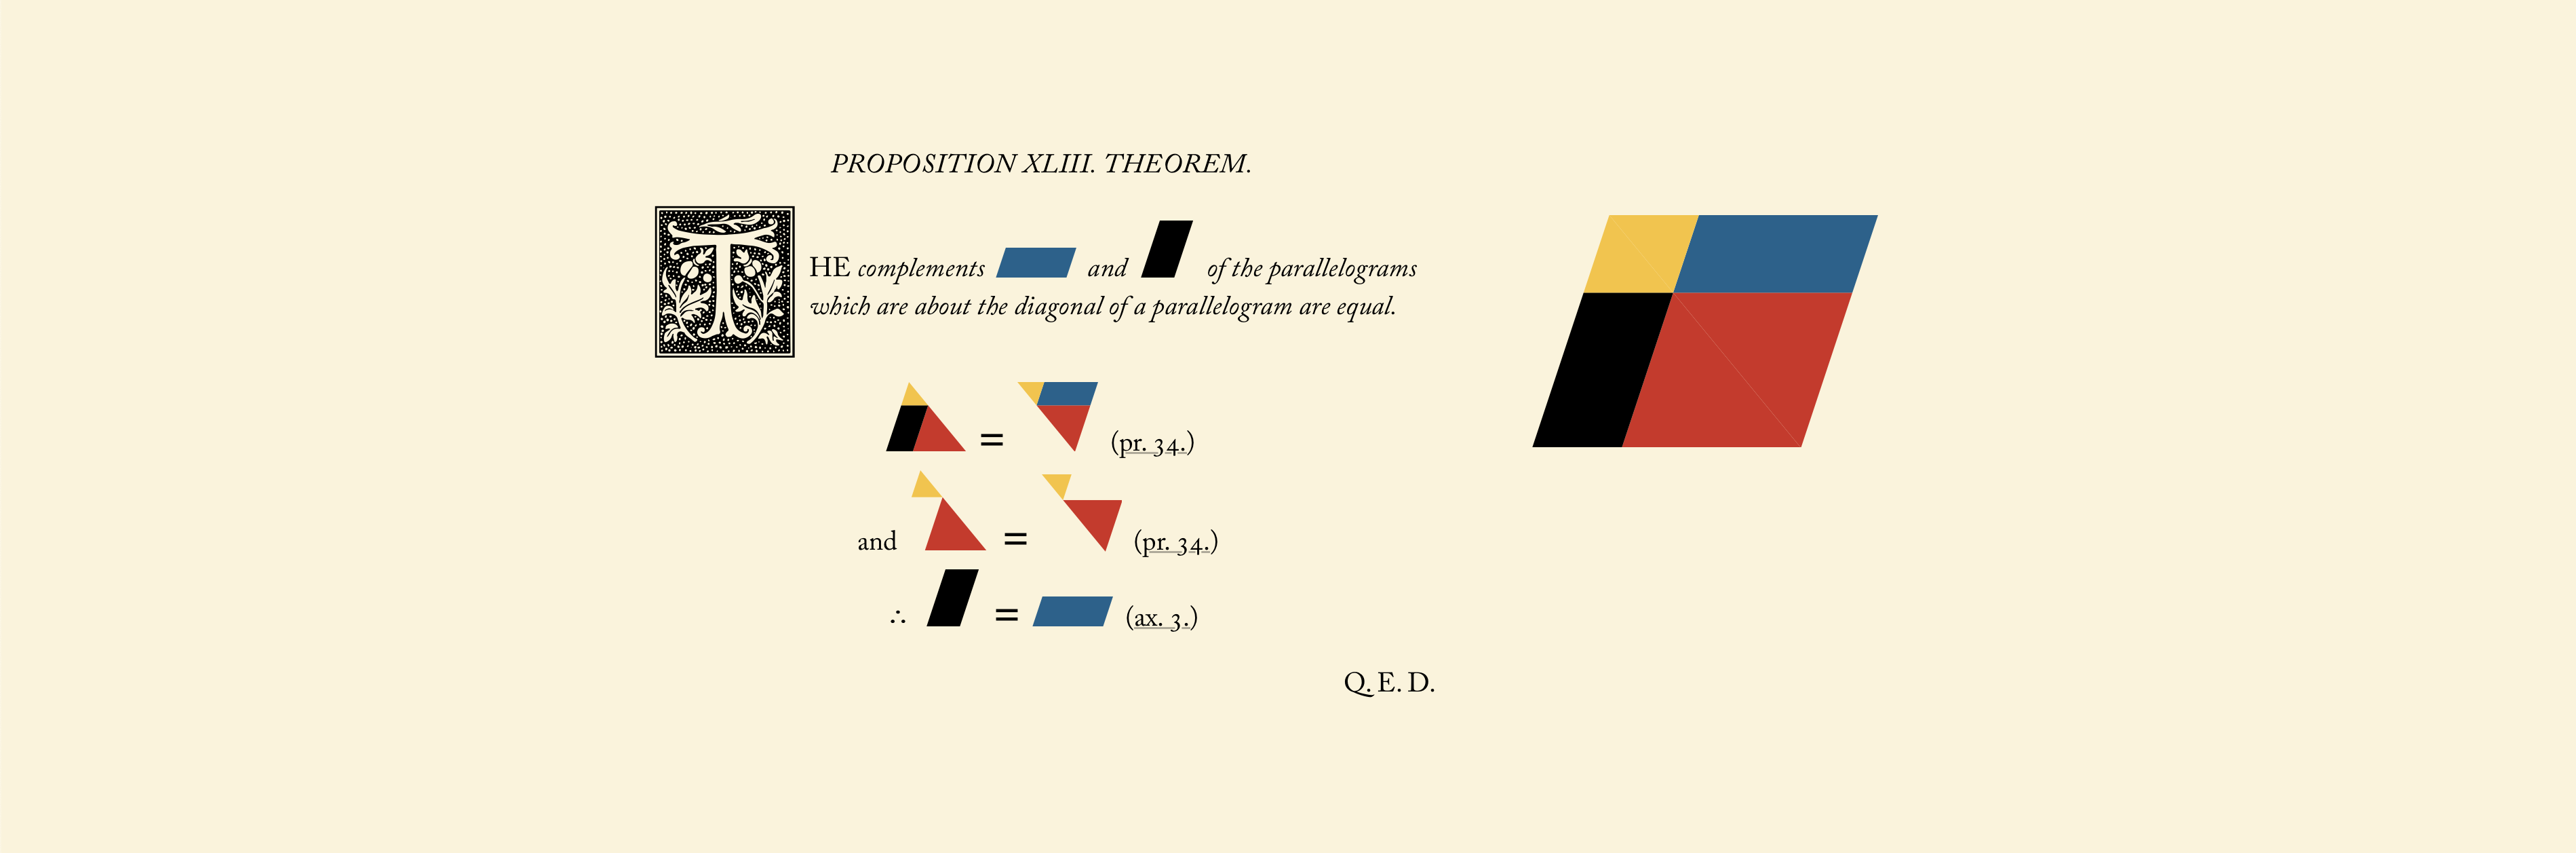 PROPOSITION XLIII. THEOREM.
THE complements and of the parallelograms
which are about the diagonal of a parallelogram are equal.
= (pr. 34.)
and = (pr. 34.)
∴ = (ax. 3.)
Q. E. D.